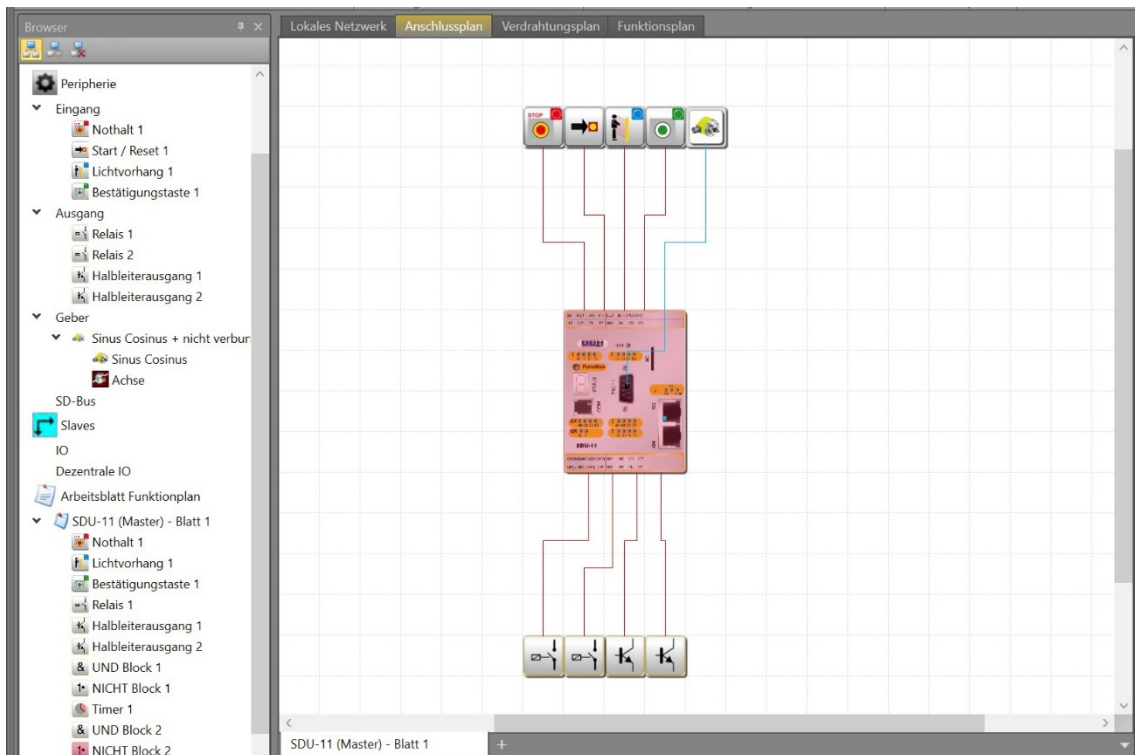 Browser
Peripherie
Eingang
Nothalt 1
Start / Reset 1
Lichtvorhang 1
Bestätigungstaste 1
Ausgang
Relais 1
Relais 2
Halbleiterausgang 1
Halbleiterausgang 2
Geber
Sinus Cosinus + nicht verbur
Sinus Cosinus
Achse
SD-Bus
Slaves
IO
Dezentrale IO
Arbeitsblatt Funktionplan
SDU-11 (Master) - Blatt 1
Nothalt 1
Lichtvorhang 1
Bestätigungstaste 1
Relais 1
Halbleiterausgang 1
Halbleiterausgang 2
& UND Block 1
NICHT Block 1
Timer 1
& UND Block 2
NICHT Block 2
Lokales Netzwerk Anschlussplan Verdrahtungsplan Funktionsplan
STOP
Function
STATUS
COM
SDU-11
SDU-11 (Master) - Blatt 1 +